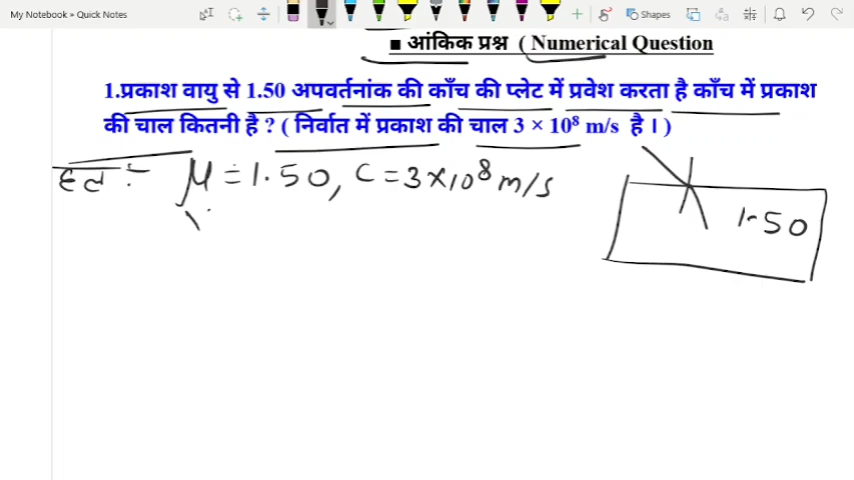 My Notebook » Quick Notes
Shapes
■ आंकिक प्रश्न ( Numerical Question
1.प्रकाश वायु से 1.50 अपवर्तनांक की काँच की प्लेट में प्रवेश करता है काँच में प्रकाश
की चाल कितनी है ? ( निर्वात में प्रकाश की चाल 3 × 10⁸ m/s है । )
हल :- μ = 1.50, C = 3×10⁸ m/s
1.50